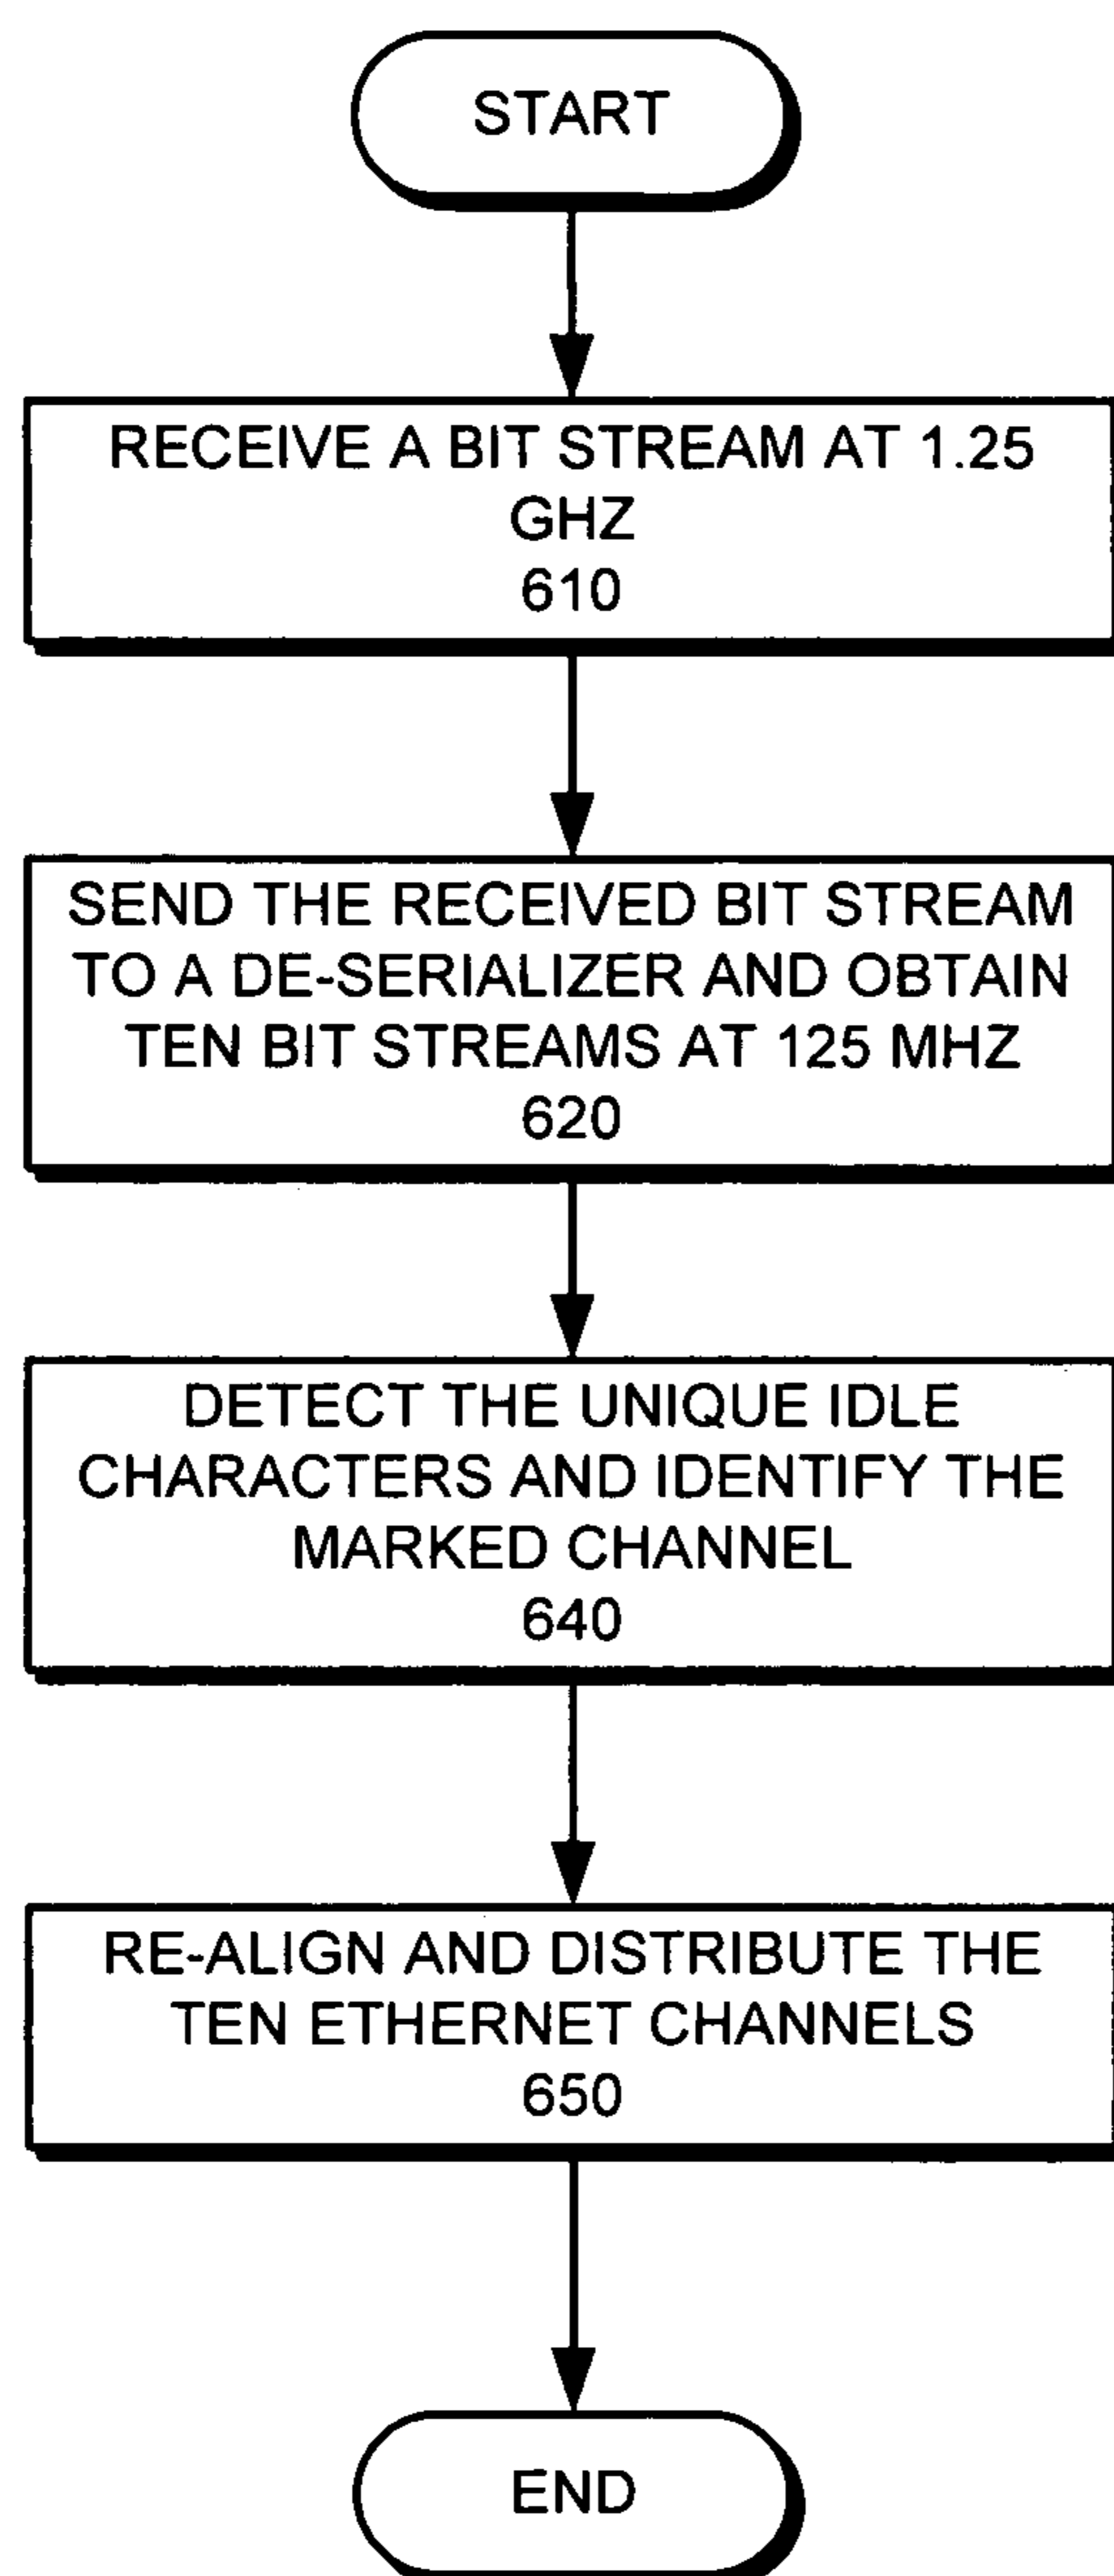 START
RECEIVE A BIT STREAM AT 1.25
GHZ
610
SEND THE RECEIVED BIT STREAM
TO A DE-SERIALIZER AND OBTAIN
TEN BIT STREAMS AT 125 MHZ
620
DETECT THE UNIQUE IDLE
CHARACTERS AND IDENTIFY THE
MARKED CHANNEL
640
RE-ALIGN AND DISTRIBUTE THE
TEN ETHERNET CHANNELS
650
END